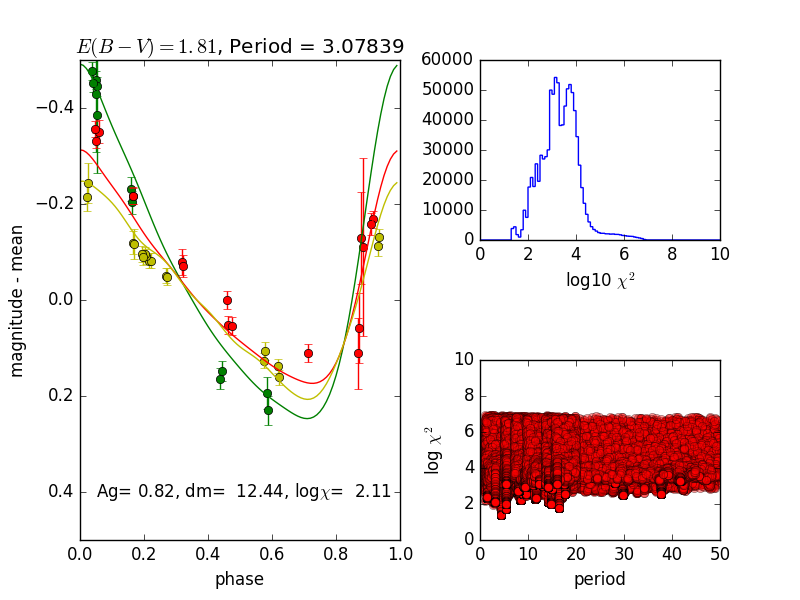 E(B − V) = 1.81, Period = 3.07839
−0.4
−0.2
0.0
0.2
0.4
magnitude - mean
Ag= 0.82, dm= 12.44, logχ= 2.11
0.0 0.2 0.4 0.6 0.8 1.0
phase
60000
50000
40000
30000
20000
10000
0
0 2 4 6 8 10
log10 χ²
10
8
6
4
2
0
log χ²
0 10 20 30 40 50
period